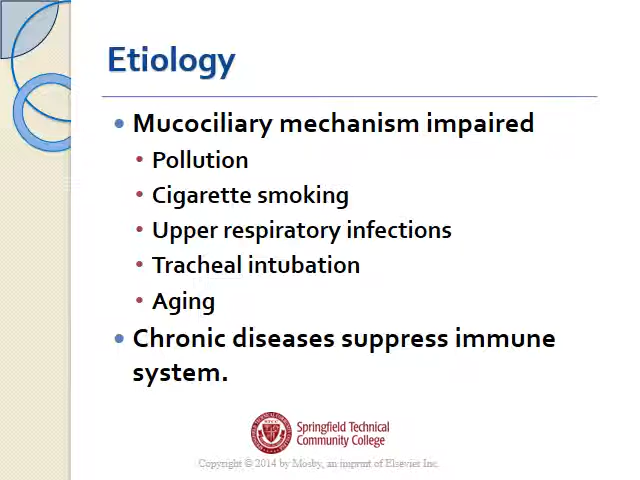 Etiology
• Mucociliary mechanism impaired
• Pollution
• Cigarette smoking
• Upper respiratory infections
• Tracheal intubation
• Aging
• Chronic diseases suppress immune
system.
Springfield Technical
Community College
Copyright © 2014 by Mosby, an imprint of Elsevier Inc.